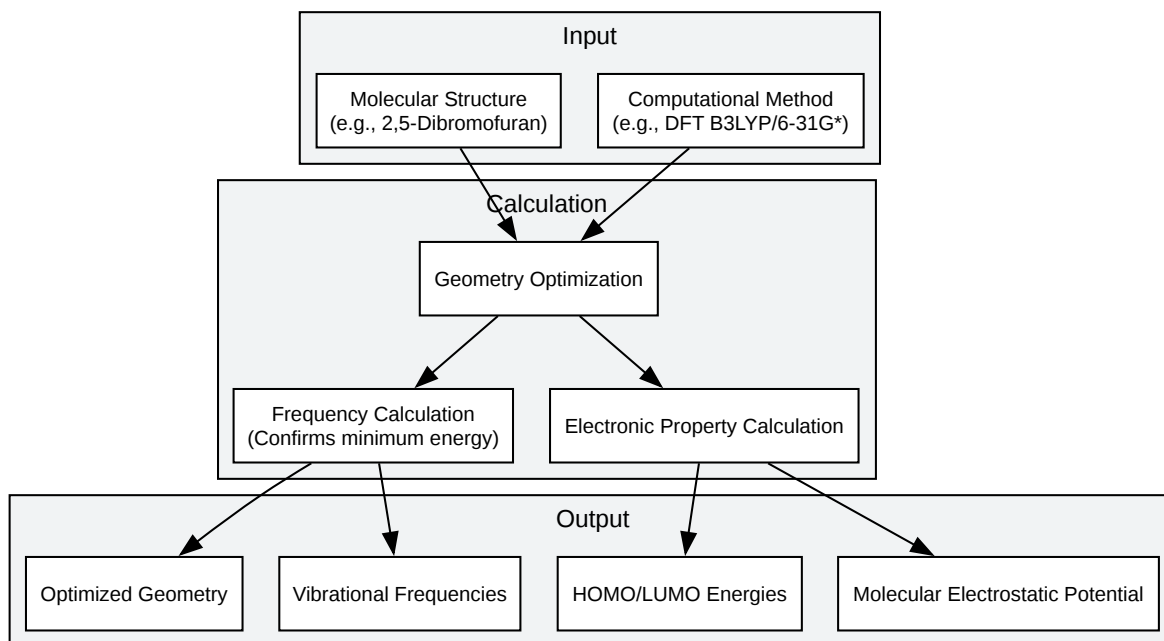 Input
Molecular Structure
(e.g., 2,5-Dibromofuran)
Computational Method
(e.g., DFT B3LYP/6-31G*)
Calculation
Geometry Optimization
Frequency Calculation
(Confirms minimum energy)
Electronic Property Calculation
Output
Optimized Geometry
Vibrational Frequencies
HOMO/LUMO Energies
Molecular Electrostatic Potential